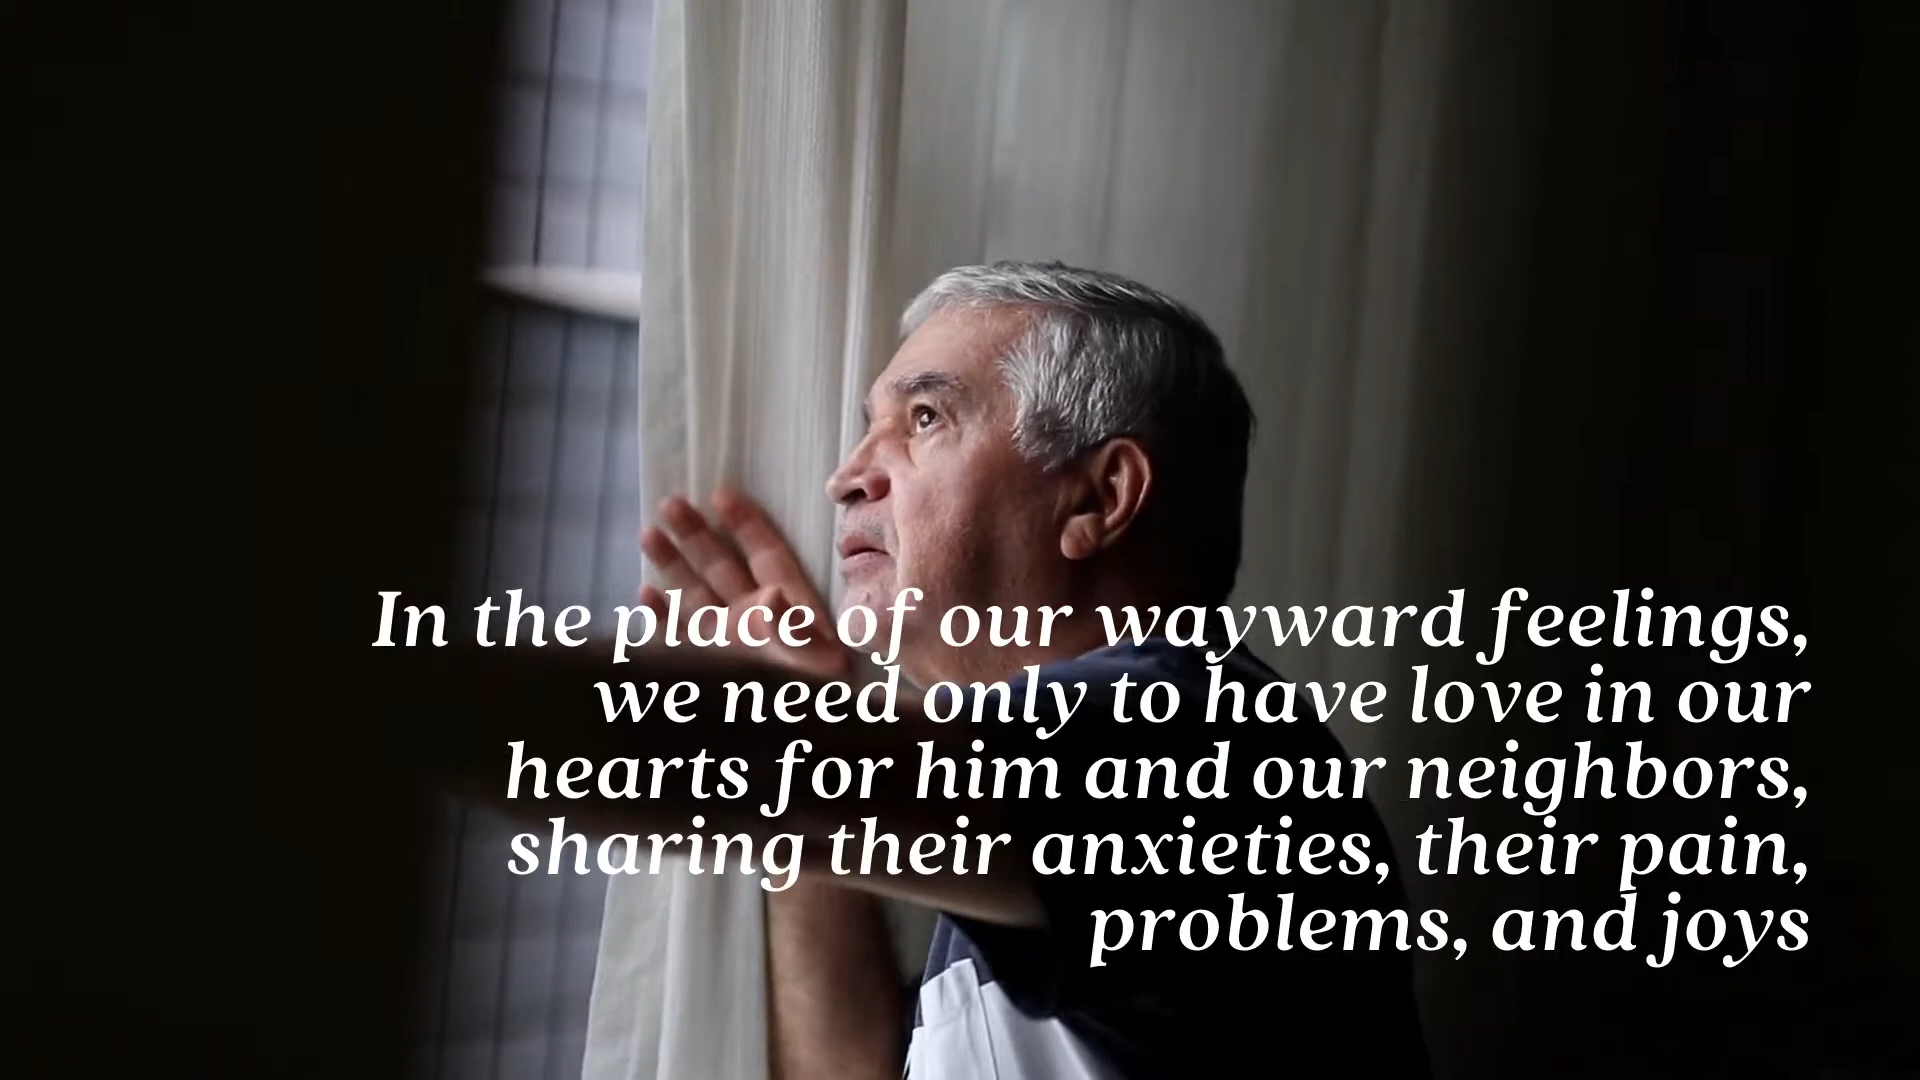 In the place of our wayward feelings,
we need only to have love in our
hearts for him and our neighbors,
sharing their anxieties, their pain,
problems, and joys